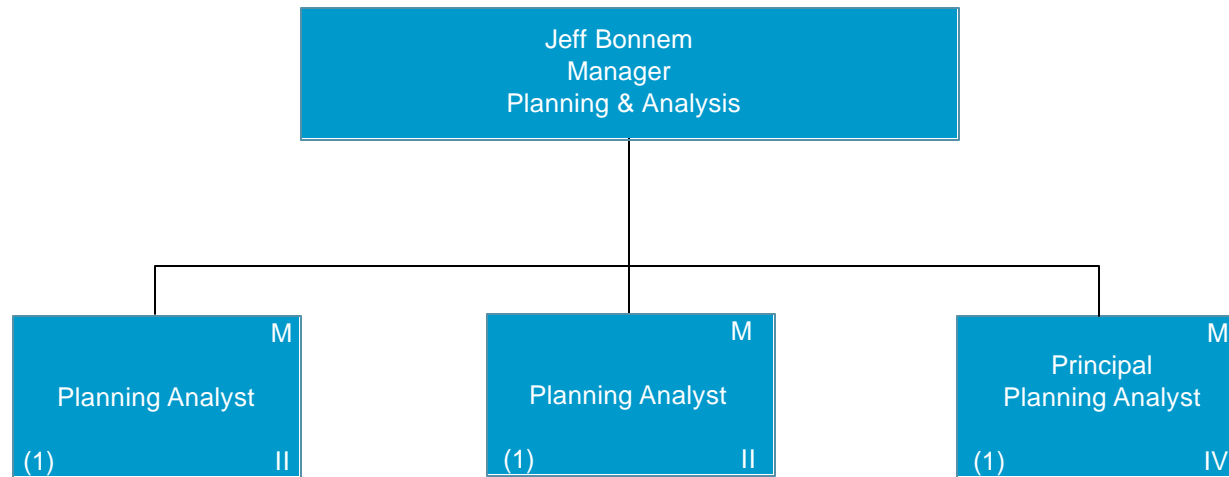 Jeff Bonnem
Manager
Planning & Analysis
M
Planning Analyst
(1) II
M
Planning Analyst
(1) II
M
Principal
Planning Analyst
(1) IV